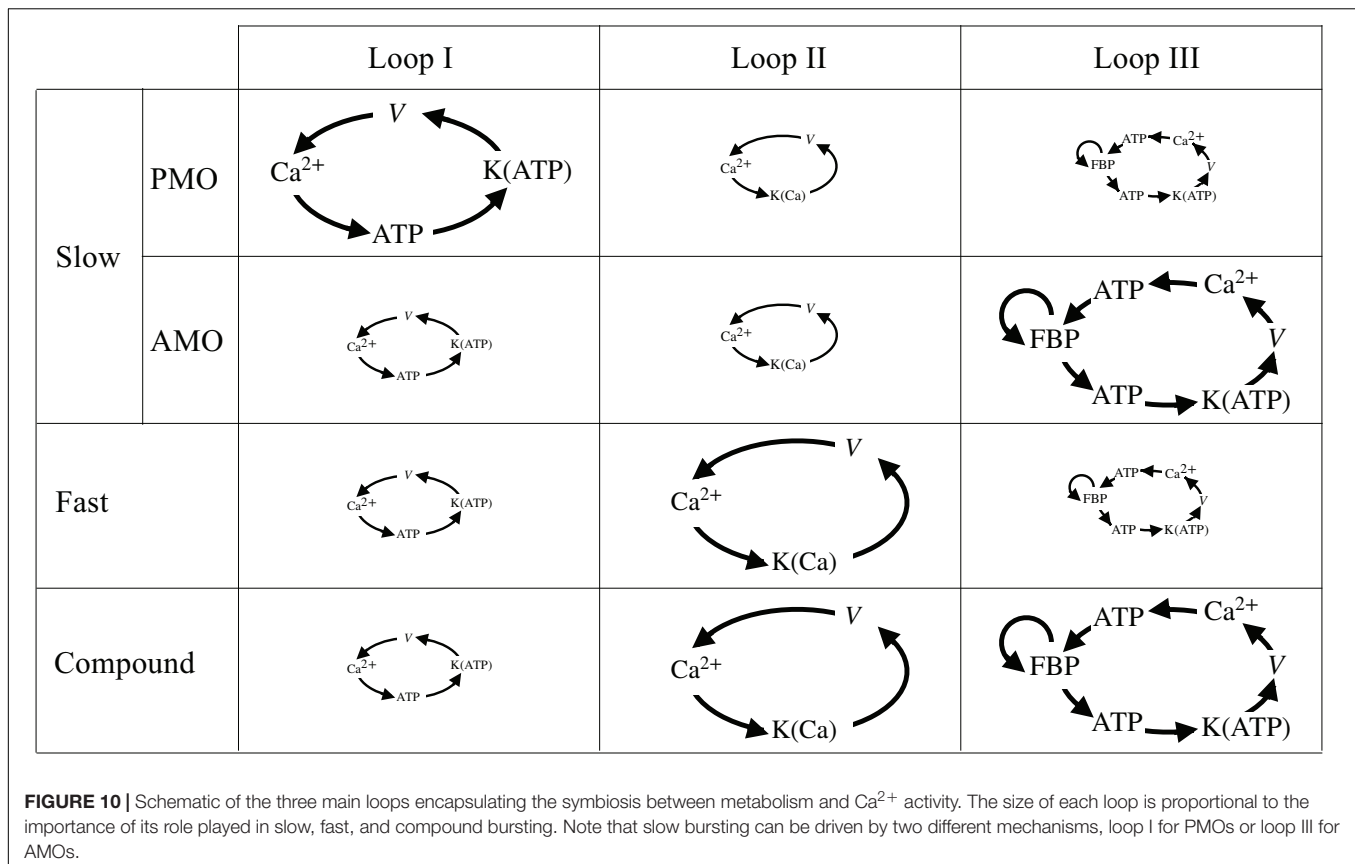 Loop I Loop II Loop III
Slow
PMO
V
Ca2+ K(ATP)
ATP
V
Ca2+
K(Ca)
ATP Ca2+
FBP V
ATP K(ATP)
AMO
V
Ca2+ K(ATP)
ATP
V
Ca2+
K(Ca)
ATP Ca2+
FBP V
ATP K(ATP)
Fast
V
Ca2+ K(ATP)
ATP
V
Ca2+
K(Ca)
ATP Ca2+
FBP V
ATP K(ATP)
Compound
V
Ca2+ K(ATP)
ATP
V
Ca2+
K(Ca)
ATP Ca2+
FBP V
ATP K(ATP)
FIGURE 10 | Schematic of the three main loops encapsulating the symbiosis between metabolism and Ca2+ activity. The size of each loop is proportional to the
importance of its role played in slow, fast, and compound bursting. Note that slow bursting can be driven by two different mechanisms, loop I for PMOs or loop III for
AMOs.